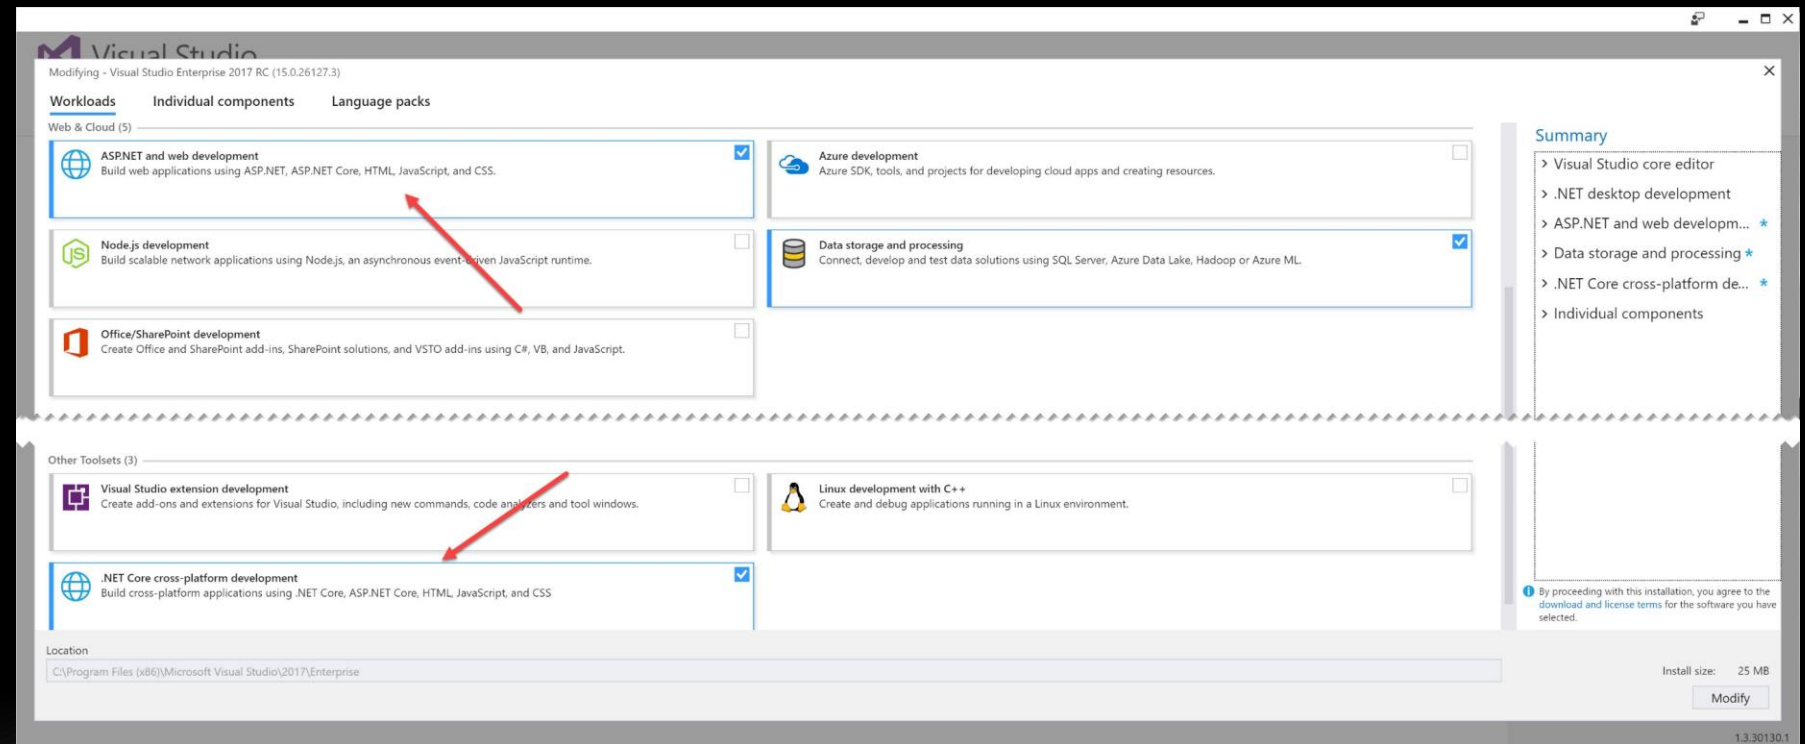 Visual Studio
Modifying - Visual Studio Enterprise 2017 RC (15.0.26127.3)
Workloads
Individual components
Language packs
Web & Cloud (5)
ASP.NET and web development
Build web applications using ASP.NET, ASP.NET Core, HTML, JavaScript, and CSS.
Azure development
Azure SDK, tools, and projects for developing cloud apps and creating resources.
Node.js development
Build scalable network applications using Node.js, an asynchronous event-driven JavaScript runtime.
Data storage and processing
Connect, develop and test data solutions using SQL Server, Azure Data Lake, Hadoop or Azure ML.
Office/SharePoint development
Create Office and SharePoint add-ins, SharePoint solutions, and VSTO add-ins using C#, VB, and JavaScript.
Other Toolsets (3)
Visual Studio extension development
Create add-ons and extensions for Visual Studio, including new commands, code analyzers and tool windows.
Linux development with C++
Create and debug applications running in a Linux environment.
.NET Core cross-platform development
Build cross-platform applications using .NET Core, ASP.NET Core, HTML, JavaScript, and CSS
Summary
> Visual Studio core editor
> .NET desktop development
> ASP.NET and web developm... *
> Data storage and processing *
> .NET Core cross-platform de... *
> Individual components
By proceeding with this installation, you agree to the
download and license terms for the software you have
selected.
Location
C:\Program Files (x86)\Microsoft Visual Studio\2017\Enterprise
Install size: 25 MB
Modify
1.3.30130.1